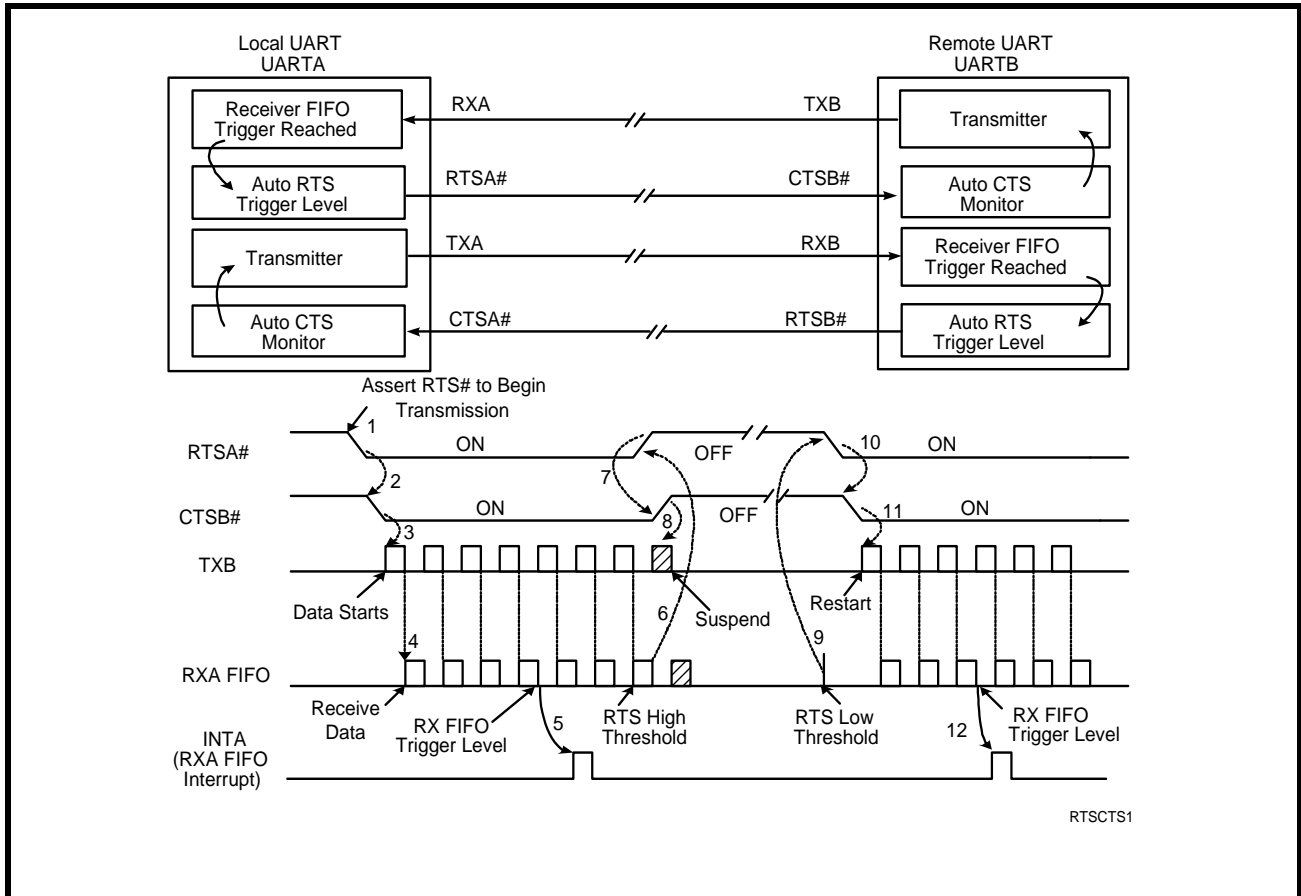 Local UART
UARTA
Remote UART
UARTB
Receiver FIFO
Trigger Reached
RXA
TXB
Transmitter
Auto RTS
Trigger Level
RTSA#
CTSB#
Auto CTS
Monitor
Transmitter
TXA
RXB
Receiver FIFO
Trigger Reached
Auto CTS
Monitor
CTSA#
RTSB#
Auto RTS
Trigger Level
Assert RTS# to Begin
Transmission
RTSA#
1
ON
OFF
10
ON
2
7
CTSB#
ON
8
OFF
11
ON
3
TXB
Data Starts
6
Suspend
Restart
4
9
RXA FIFO
Receive
Data
RX FIFO
Trigger Level
5
RTS High
Threshold
RTS Low
Threshold
12
RX FIFO
Trigger Level
INTA
(RXA FIFO
Interrupt)
RTSCTS1